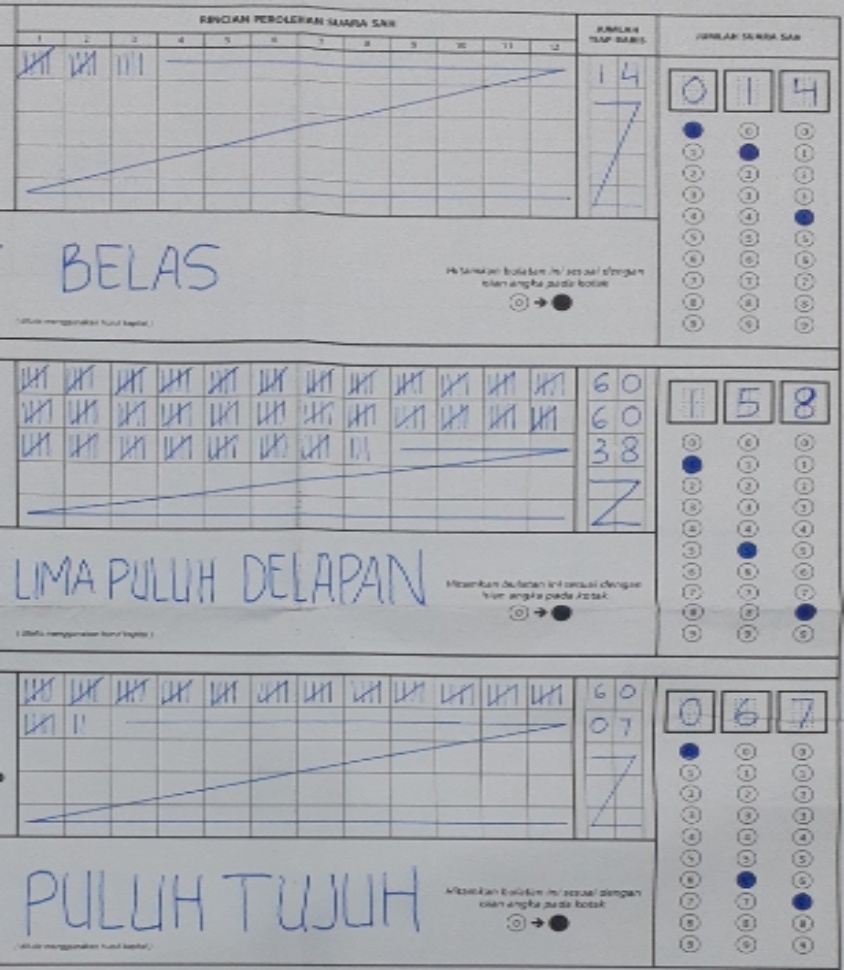 RINCIAN PEROLEHAN SUARA SAH
JUMLAH TIAP BARIS
JUMLAH SUARA SAH
1 2 3 4 5 6 7 8 9 10 11 12
14
0 1 4
BELAS
Hitamkan bulatan ini sesuai dengan
isian angka pada kotak
(ditulis menggunakan huruf kapital)
60
60
38
1 5 8
LIMA PULUH DELAPAN
Hitamkan bulatan ini sesuai dengan
isian angka pada kotak
(ditulis menggunakan huruf kapital)
60
07
0 6 7
PULUH TUJUH
Hitamkan bulatan ini sesuai dengan
isian angka pada kotak
(ditulis menggunakan huruf kapital)